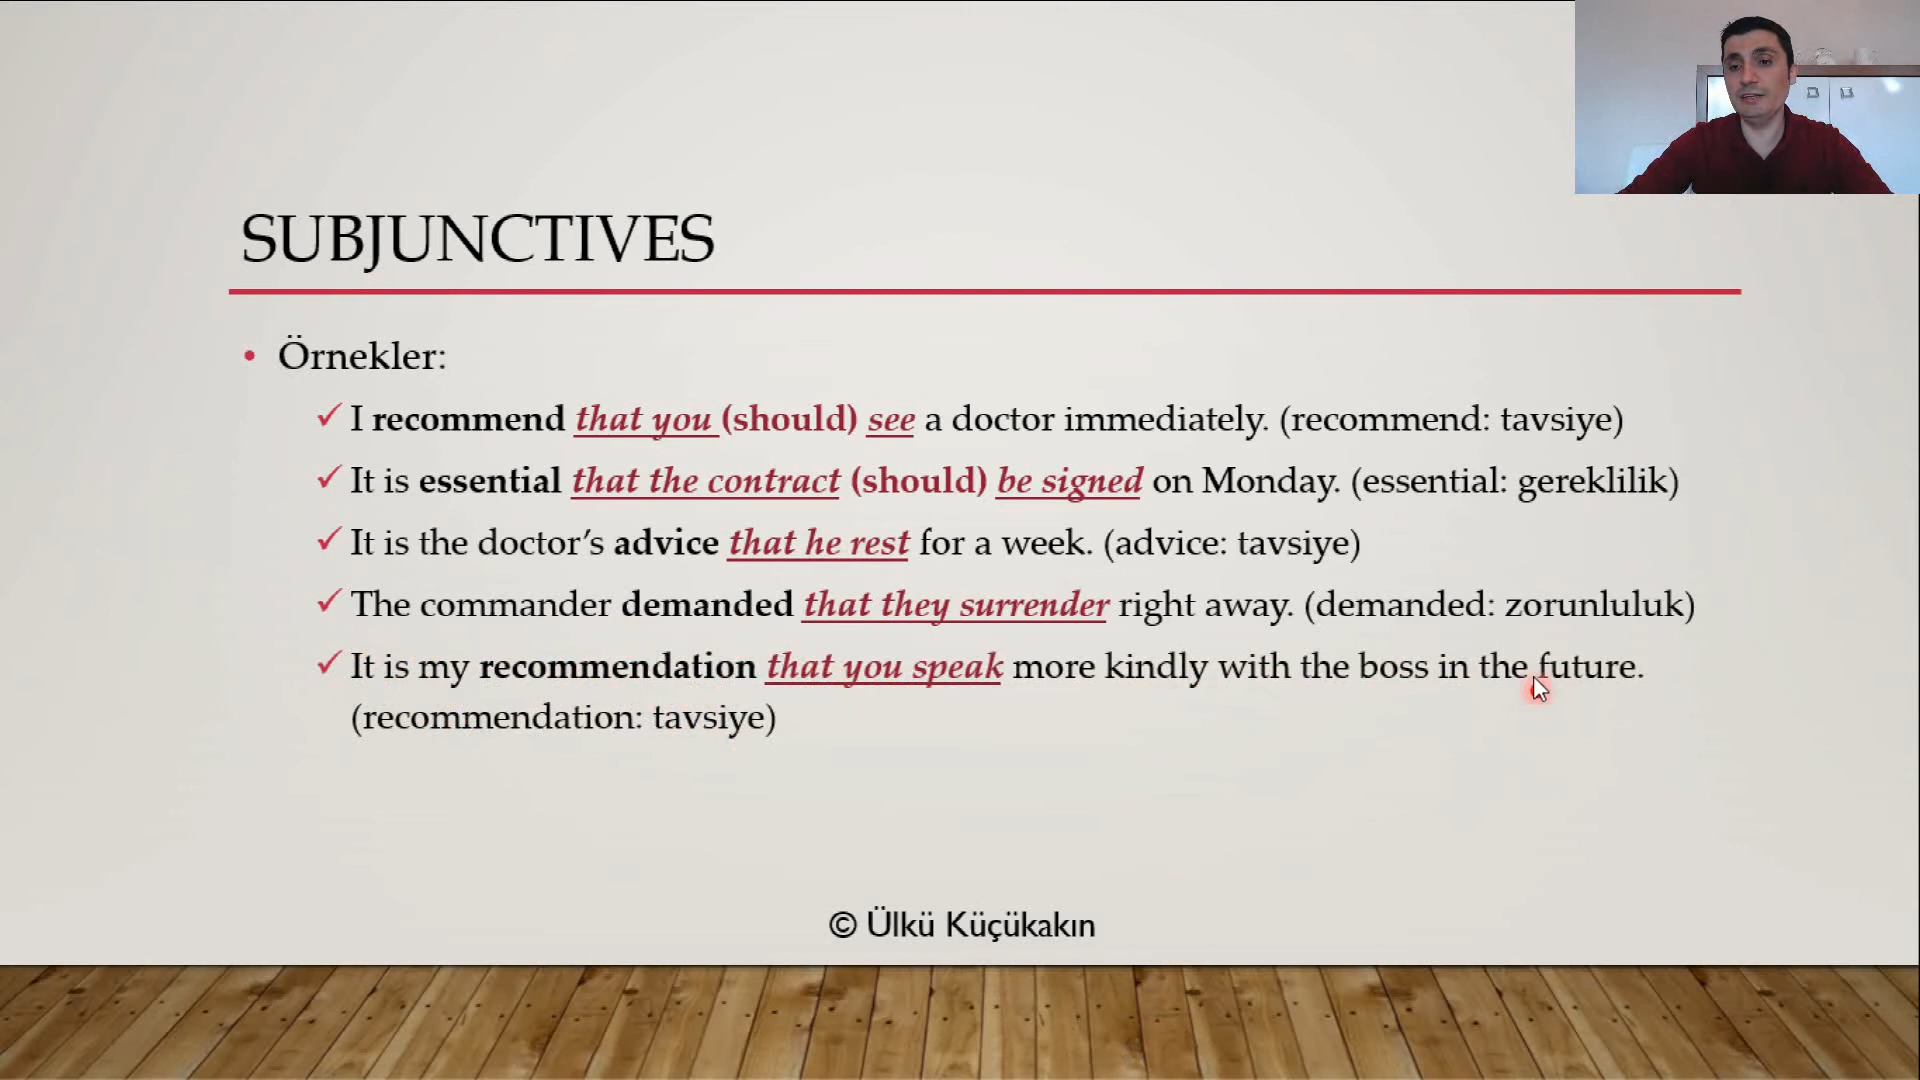 SUBJUNCTIVES
• Örnekler:
✓ I recommend that you (should) see a doctor immediately. (recommend: tavsiye)
✓ It is essential that the contract (should) be signed on Monday. (essential: gereklilik)
✓ It is the doctor’s advice that he rest for a week. (advice: tavsiye)
✓ The commander demanded that they surrender right away. (demanded: zorunluluk)
✓ It is my recommendation that you speak more kindly with the boss in the future.
(recommendation: tavsiye)
© Ülkü Küçükakın